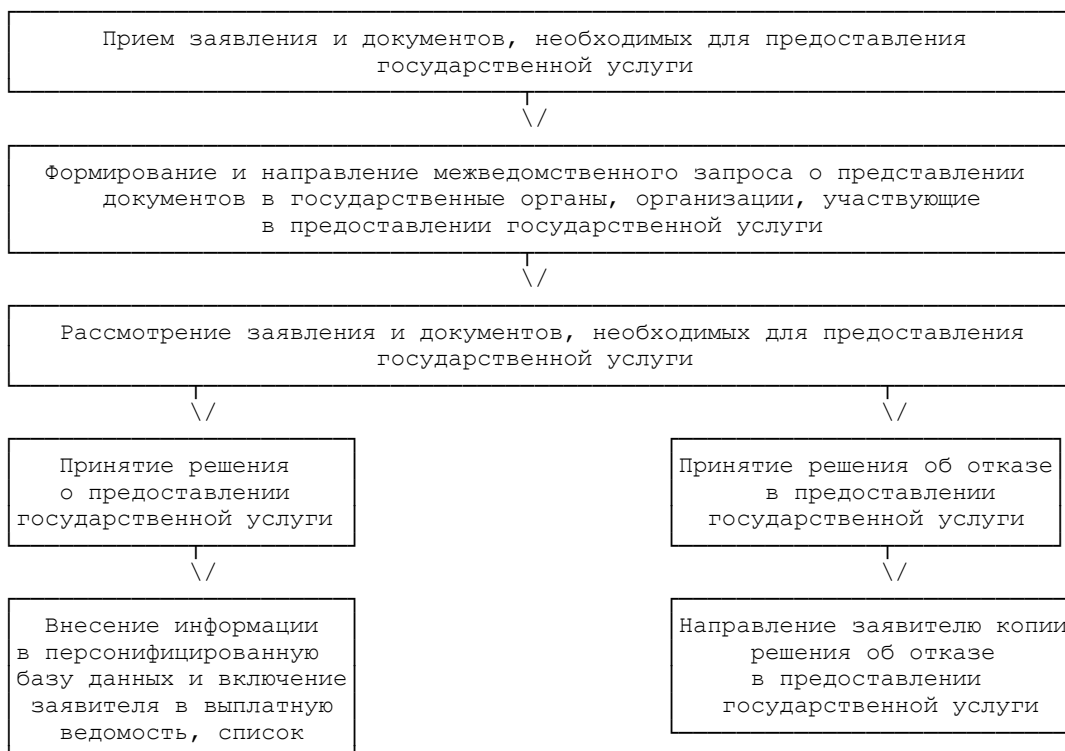 Прием заявления и документов, необходимых для предоставления
государственной услуги
\/
Формирование и направление межведомственного запроса о представлении
документов в государственные органы, организации, участвующие
в предоставлении государственной услуги
\/
Рассмотрение заявления и документов, необходимых для предоставления
государственной услуги
\/
\/
Принятие решения
о предоставлении
государственной услуги
Принятие решения об отказе
в предоставлении
государственной услуги
\/
\/
Внесение информации
в персонифицированную
базу данных и включение
заявителя в выплатную
ведомость, список
Направление заявителю копии
решения об отказе
в предоставлении
государственной услуги